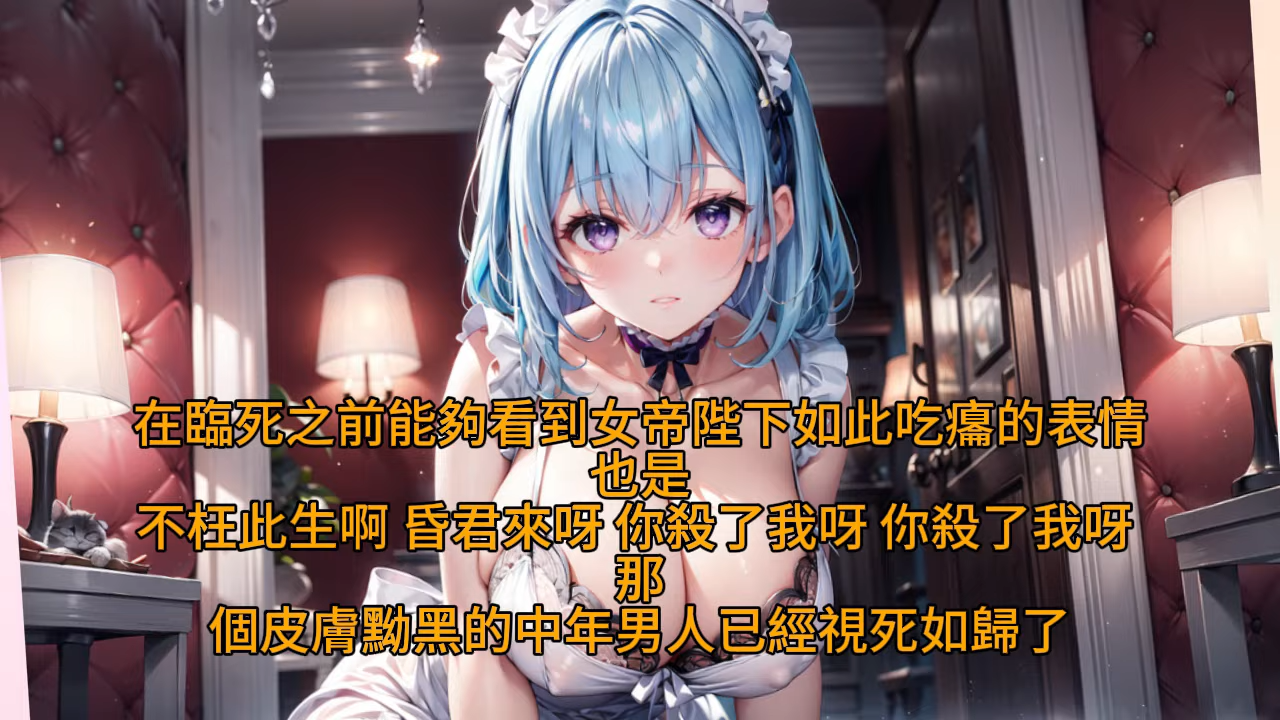 在臨死之前能夠看到女帝陛下如此吃癟的表情
也是
不枉此生啊 昏君來呀 你殺了我呀 你殺了我呀
那
個皮膚黝黑的中年男人已經視死如歸了